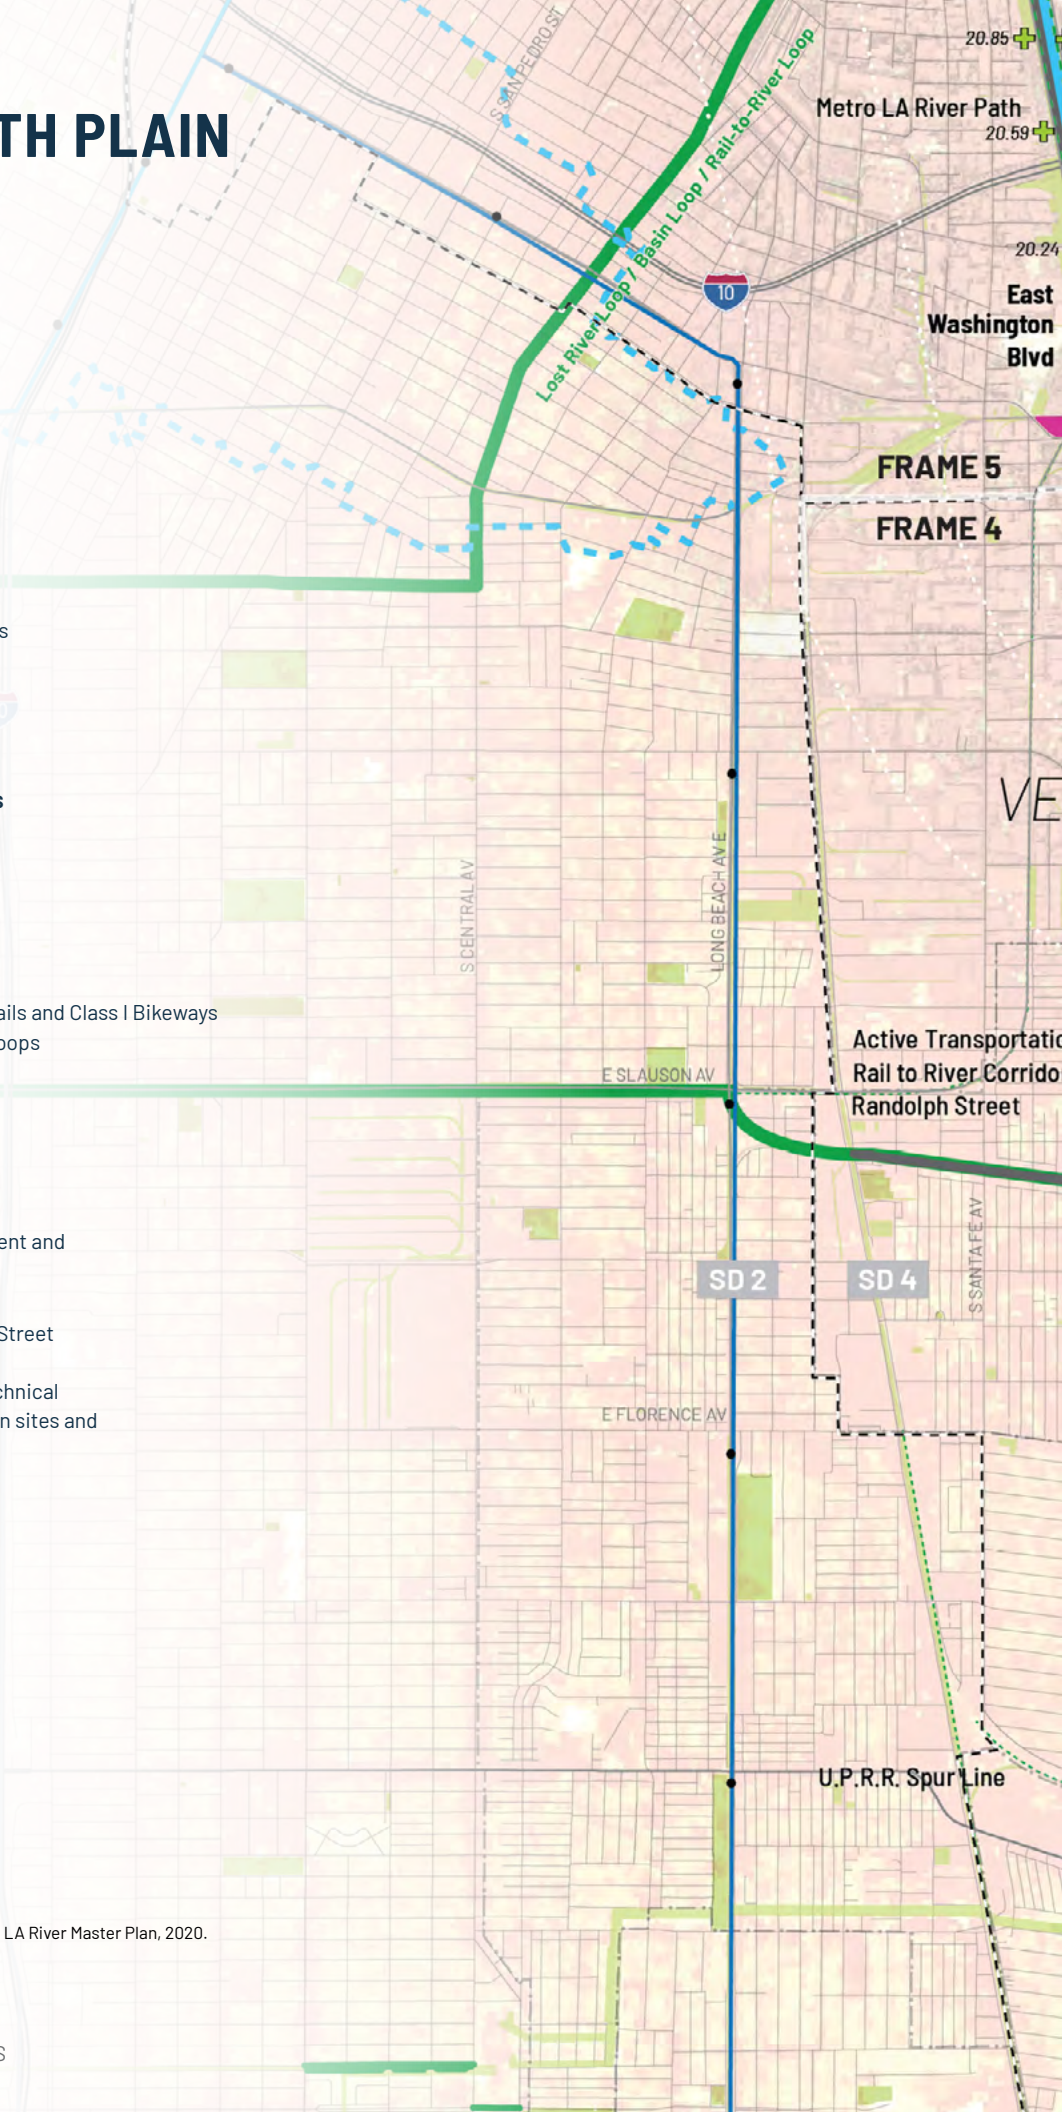 S SAN PEDRO ST
20.85
Metro LA River Path
20.59
TH PLAIN
Lost River Loop / Basin Loop / Rail-to-River Loop
20.24
10
East
Washington
Blvd
FRAME 5
FRAME 4
s
VE
s
S CENTRAL AV
LONG BEACH AV E
ails and Class I Bikeways
oops
Active Transportatio
Rail to River Corrido
Randolph Street
E SLAUSON AV
ent and
S SANTA FE AV
SD 2
SD 4
Street
chnical
n sites and
E FLORENCE AV
U.P.R.R. Spur Line
LA River Master Plan, 2020.
S